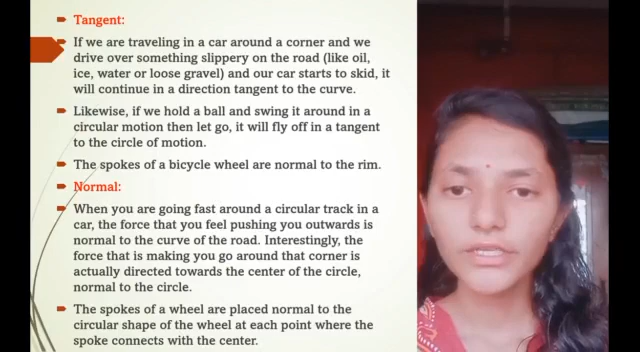 Tangent:
If we are traveling in a car around a corner and we
drive over something slippery on the road (like oil,
ice, water or loose gravel) and our car starts to skid, it
will continue in a direction tangent to the curve.
Likewise, if we hold a ball and swing it around in a
circular motion then let go, it will fly off in a tangent
to the circle of motion.
The spokes of a bicycle wheel are normal to the rim.
Normal:
When you are going fast around a circular track in a
car, the force that you feel pushing you outwards is
normal to the curve of the road. Interestingly, the
force that is making you go around that corner is
actually directed towards the center of the circle,
normal to the circle.
The spokes of a wheel are placed normal to the
circular shape of the wheel at each point where the
spoke connects with the center.